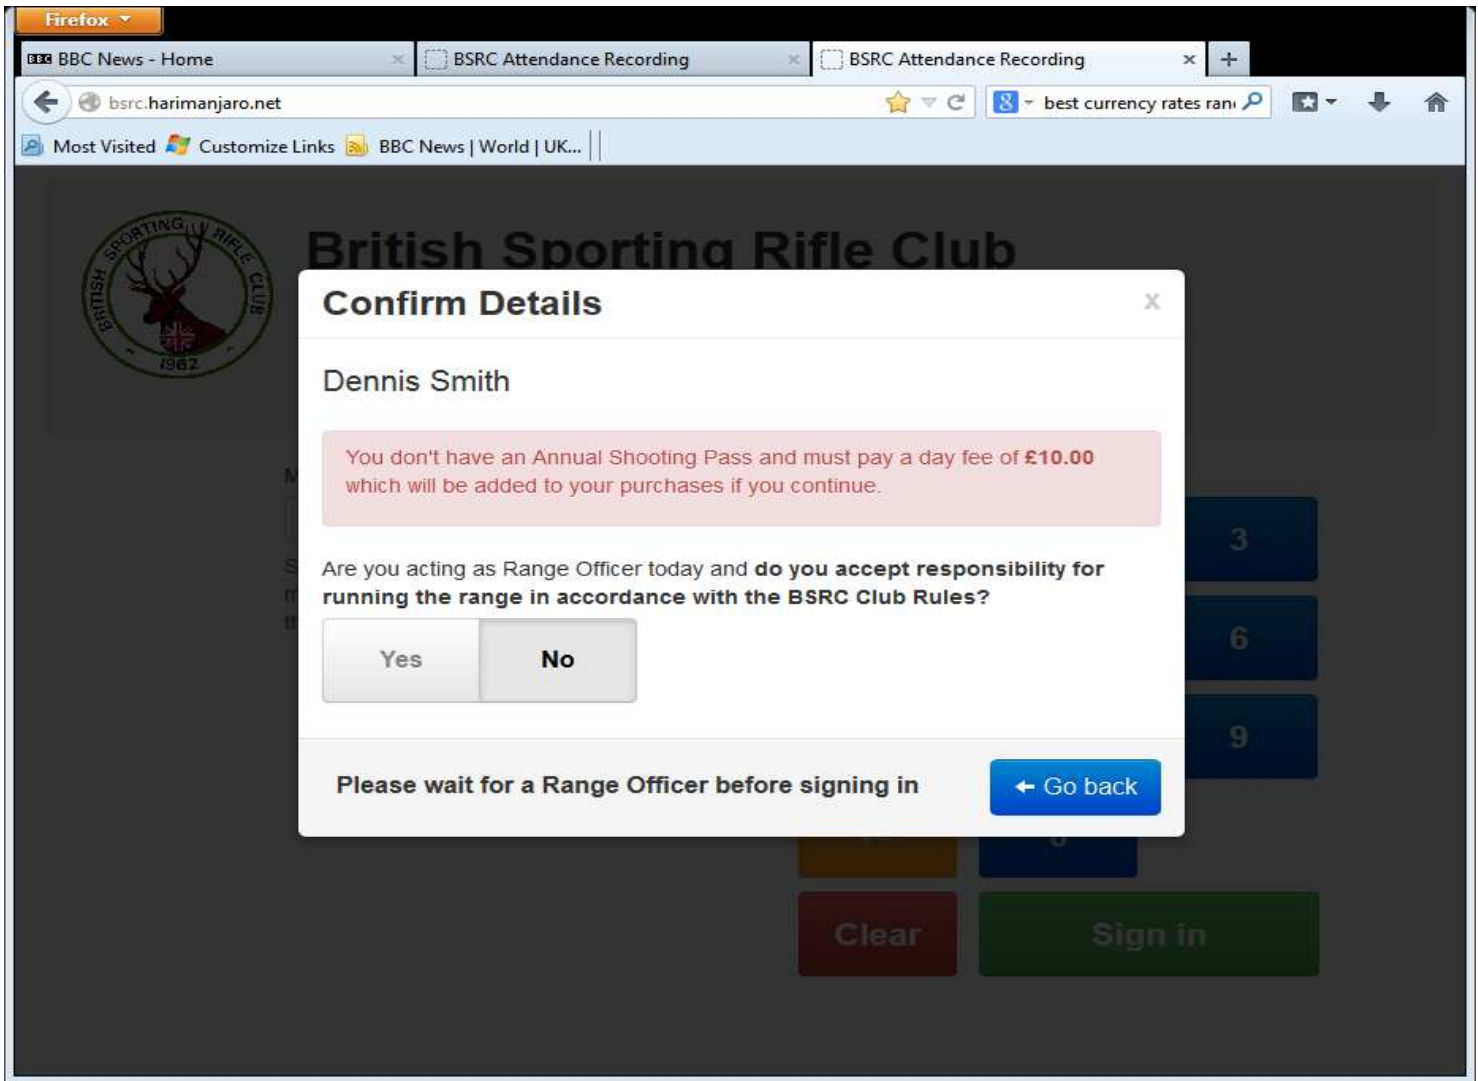 Firefox
BBC BBC News - Home
BSRC Attendance Recording
BSRC Attendance Recording
bsrc.harimanjaro.net
8
best currency rates ran
Most Visited Customize Links BBC News | World | UK...
BRITISH SPORTING RIFLE CLUB
1962
British Sporting Rifle Club
Confirm Details
x
Dennis Smith
You don't have an Annual Shooting Pass and must pay a day fee of £10.00
which will be added to your purchases if you continue.
Are you acting as Range Officer today and do you accept responsibility for
running the range in accordance with the BSRC Club Rules?
Yes No
Please wait for a Range Officer before signing in
← Go back
3
6
9
Clear
Sign in